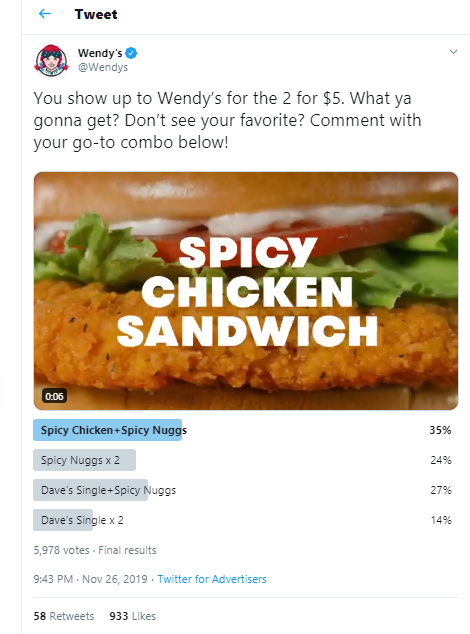 Tweet
Wendy's
@Wendys
You show up to Wendy's for the 2 for $5. What ya
gonna get? Don't see your favorite? Comment with
your go-to combo below!
SPICY
CHICKEN
SANDWICH
0:06
Spicy Chicken+Spicy Nuggs 35%
Spicy Nuggs x 2 24%
Dave's Single+Spicy Nuggs 27%
Dave's Single x 2 14%
5,978 votes · Final results
9:43 PM · Nov 26, 2019 · Twitter for Advertisers
58 Retweets 933 Likes